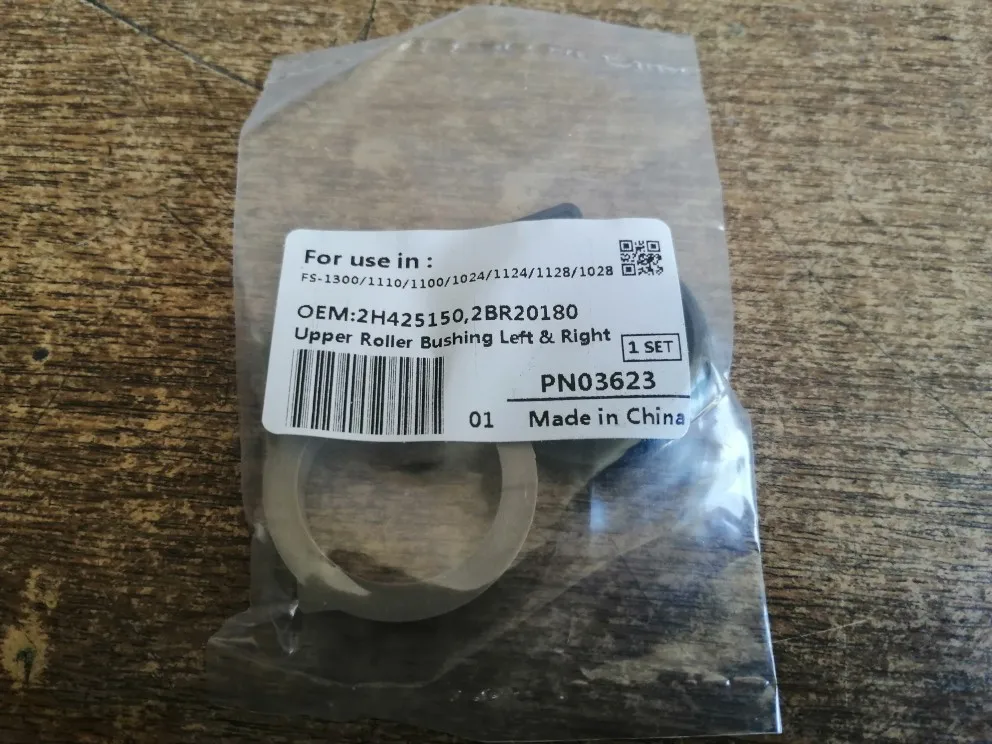 For use in :
FS-1300/1110/1100/1024/1124/1128/1028
OEM:2H425150,2BR20180
Upper Roller Bushing Left & Right
1 SET
PN03623
01 Made in China